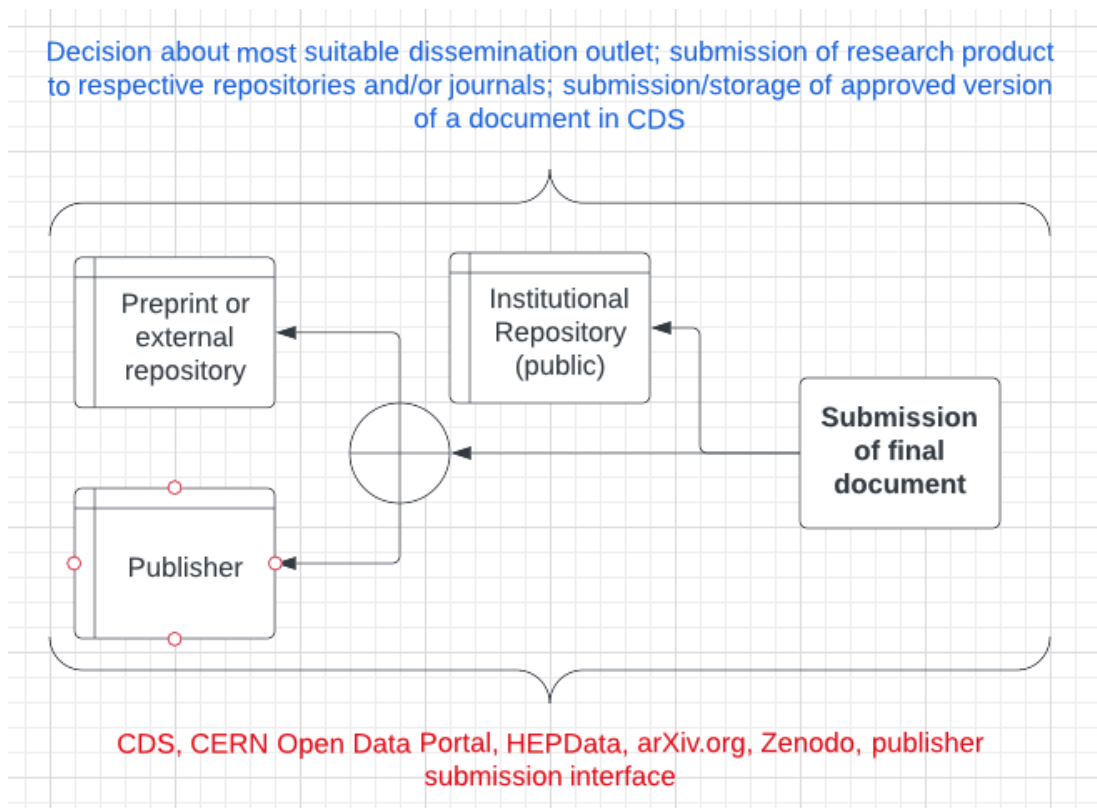 Decision about most suitable dissemination outlet; submission of research product
to respective repositories and/or journals; submission/storage of approved version
of a document in CDS
Preprint or
external
repository
Institutional
Repository
(public)
Submission
of final
document
Publisher
CDS, CERN Open Data Portal, HEPData, arXiv.org, Zenodo, publisher
submission interface